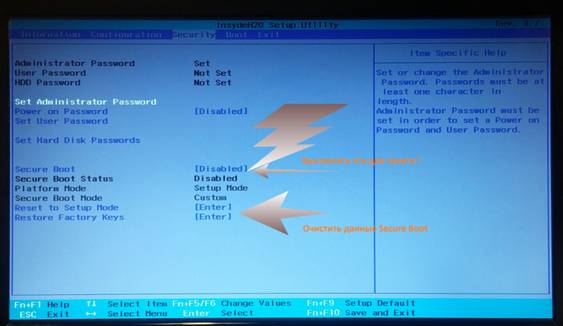 InsydeH20 Setup Utility Rev. 3.7
Information Configuration Security Boot Exit
Item Specific Help
Administrator Password Set
User Password Not Set
HDD Password Not Set
Set Administrator Password
Power on Password [Disabled]
Set User Password
Set Hard Disk Passwords
Secure Boot [Disabled]
Secure Boot Status Disabled
Platform Mode Setup Mode
Secure Boot Mode Custom
Reset to Setup Mode [Enter]
Restore Factory Keys [Enter]
Set or change the Administrator
Password. Passwords must be at
least one character in
length.
Administrator Password must be
set in order to set a Power on
Password and User Password.
Очистить данные Secure Boot
Fn+F1 Help ↑↓ Select Item Fn+F5/F6 Change Values Fn+F9 Setup Default
ESC Exit ↔ Select Menu Enter Select Fn+F10 Save and Exit